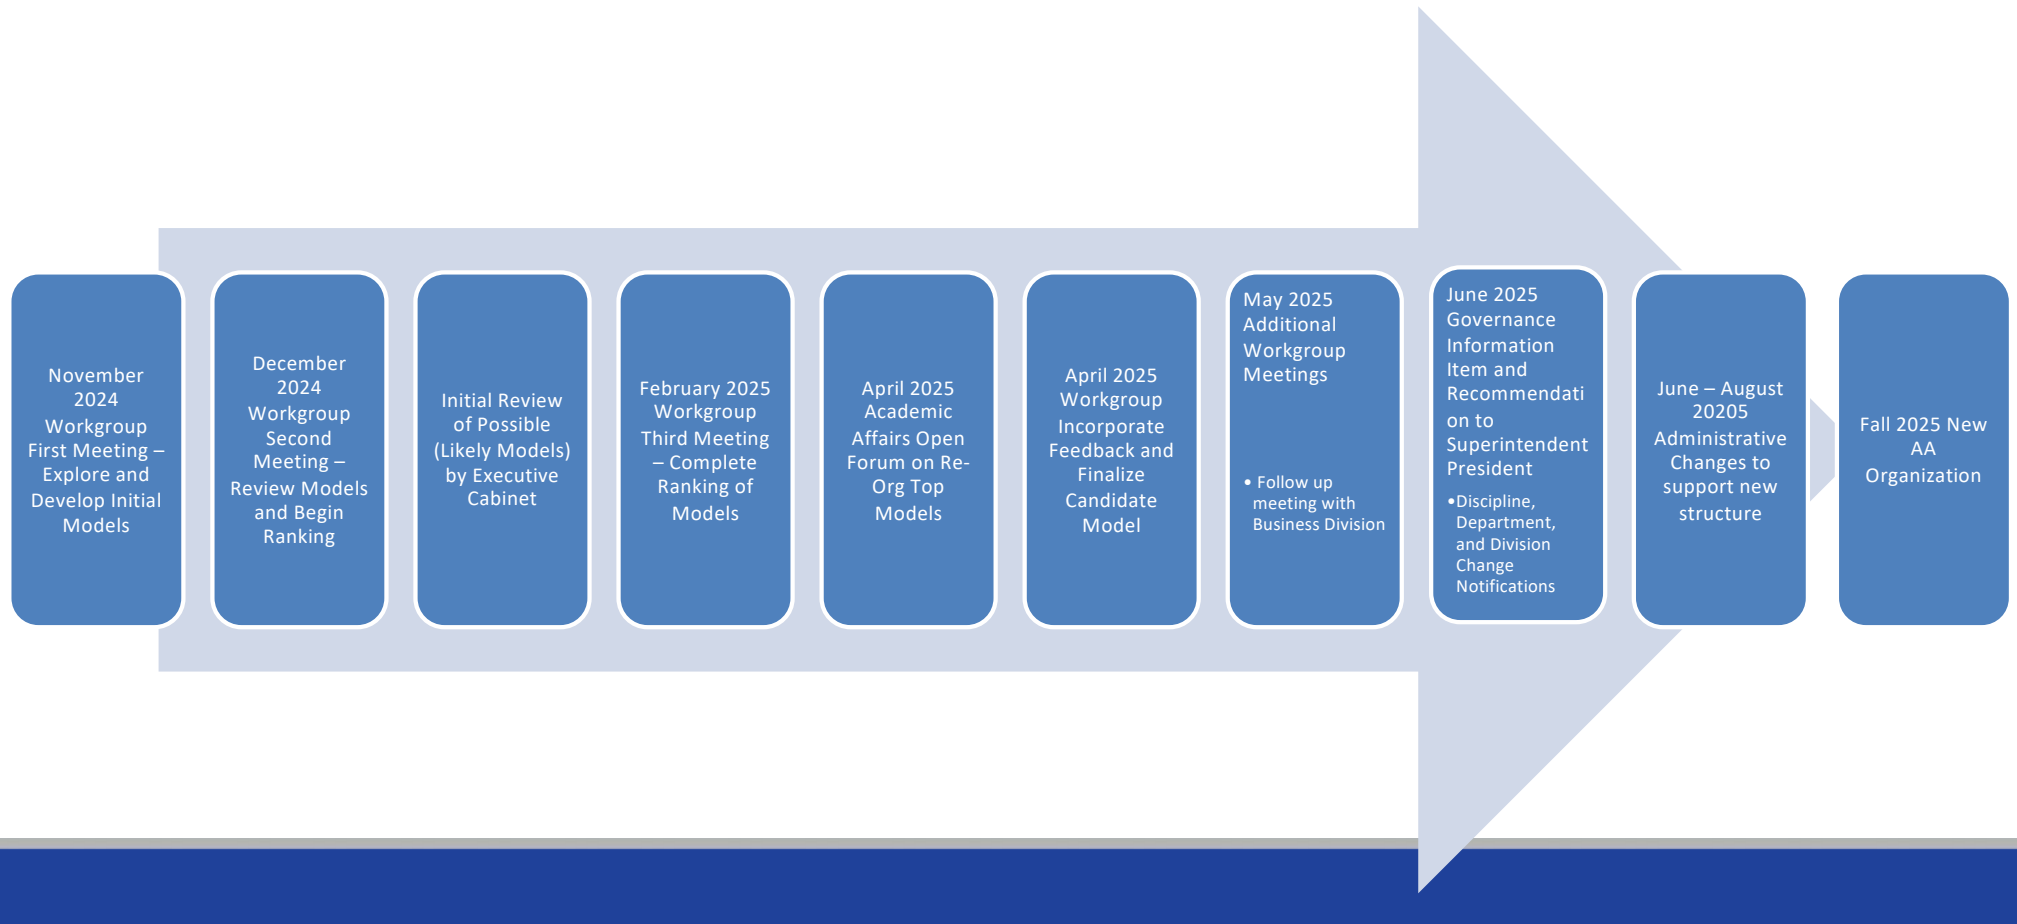 November
2024
Workgroup
First Meeting –
Explore and
Develop Initial
Models
December
2024
Workgroup
Second
Meeting –
Review Models
and Begin
Ranking
Initial Review
of Possible
(Likely Models)
by Executive
Cabinet
February 2025
Workgroup
Third Meeting
– Complete
Ranking of
Models
April 2025
Academic
Affairs Open
Forum on Re-
Org Top
Models
April 2025
Workgroup
Incorporate
Feedback and
Finalize
Candidate
Model
May 2025
Additional
Workgroup
Meetings
• Follow up
meeting with
Business Division
June 2025
Governance
Information
Item and
Recommendati
on to
Superintendent
President
•Discipline,
Department,
and Division
Change
Notifications
June – August
20205
Administrative
Changes to
support new
structure
Fall 2025 New
AA
Organization